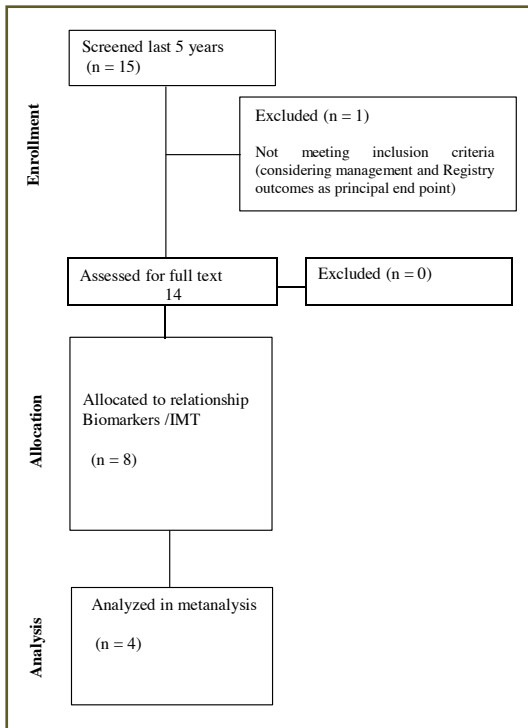 Enrollment
Screened last 5 years
(n = 15)
Excluded (n = 1)
Not meeting inclusion criteria
(considering management and Registry
outcomes as principal end point)
Assessed for full text
14
Excluded (n = 0)
Allocation
Allocated to relationship
Biomarkers /IMT
(n = 8)
Analysis
Analyzed in metanalysis
(n = 4)